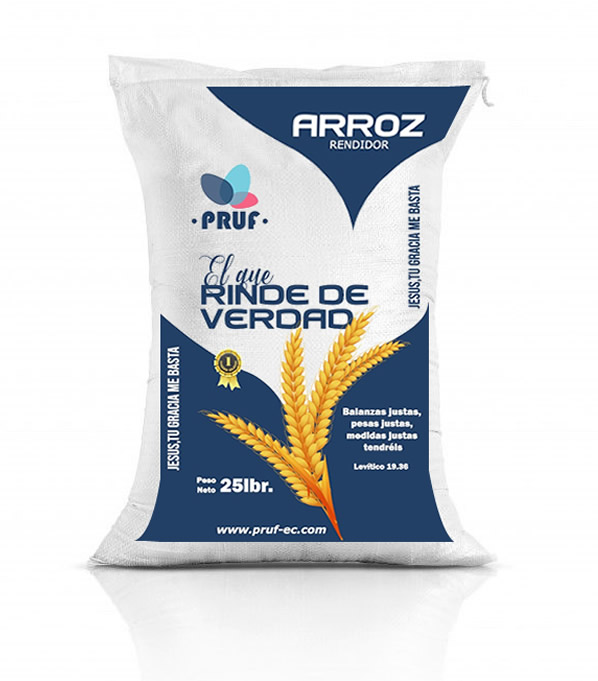 ARROZ
RENDIDOR
·PRUF·
El que
RINDE DE
VERDAD
JESUS,TU GRACIA ME BASTA
JESUS,TU GRACIA ME BASTA
1
Balanzas justas,
pesas justas,
medidas justas
tendréis
Levítico 19.36
Peso
Neto 25lbr.
www.pruf-ec.com